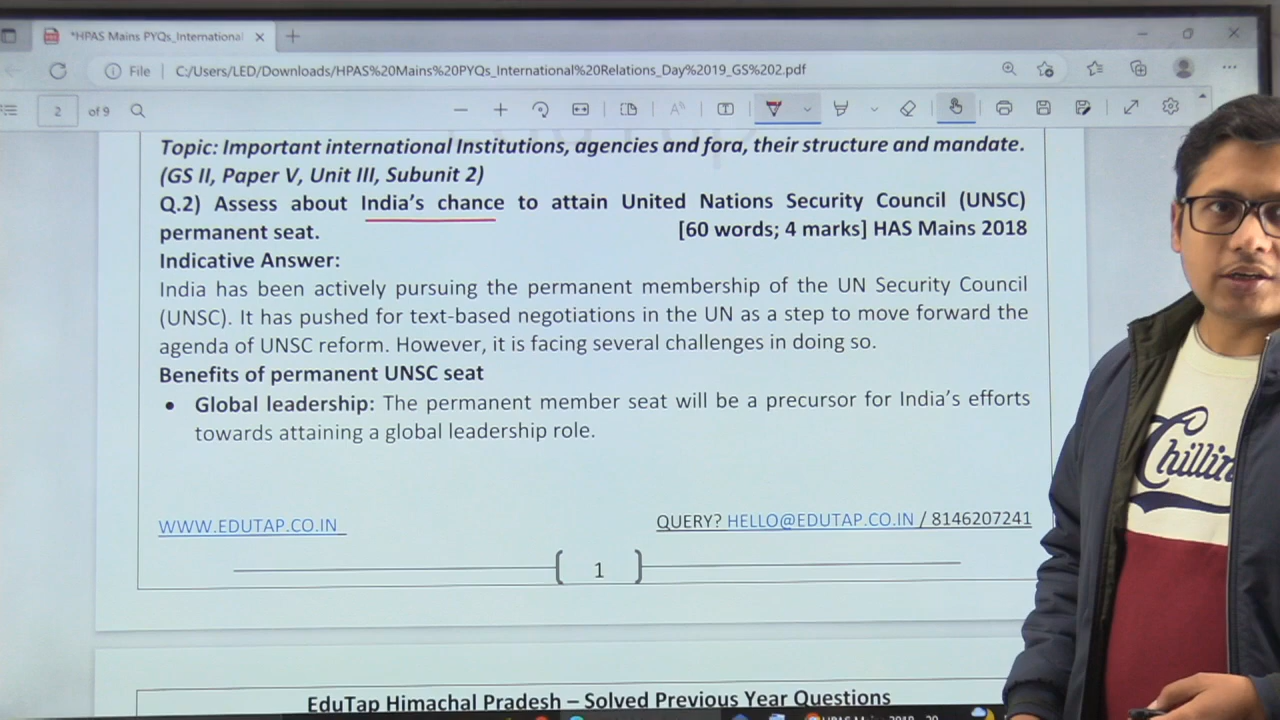 *HPAS Mains PYQs_International
File
C:/Users/LED/Downloads/HPAS%20Mains%20PYQs_International%20Relations_Day%2019_GS%202.pdf
2 of 9
Topic: Important international Institutions, agencies and fora, their structure and mandate.
(GS II, Paper V, Unit III, Subunit 2)
Q.2) Assess about India's chance to attain United Nations Security Council (UNSC)
permanent seat. [60 words; 4 marks] HAS Mains 2018
Indicative Answer:
India has been actively pursuing the permanent membership of the UN Security Council
(UNSC). It has pushed for text-based negotiations in the UN as a step to move forward the
agenda of UNSC reform. However, it is facing several challenges in doing so.
Benefits of permanent UNSC seat
• Global leadership: The permanent member seat will be a precursor for India's efforts
towards attaining a global leadership role.
WWW.EDUTAP.CO.IN QUERY? HELLO@EDUTAP.CO.IN / 8146207241
1
EduTap Himachal Pradesh – Solved Previous Year Questions
Chillin